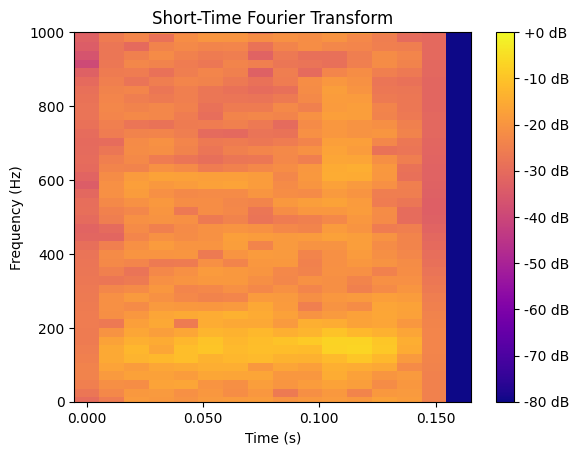 Short-Time Fourier Transform
1000
800
600
400
200
0
Frequency (Hz)
0.000
0.050
0.100
0.150
Time (s)
+0 dB
-10 dB
-20 dB
-30 dB
-40 dB
-50 dB
-60 dB
-70 dB
-80 dB